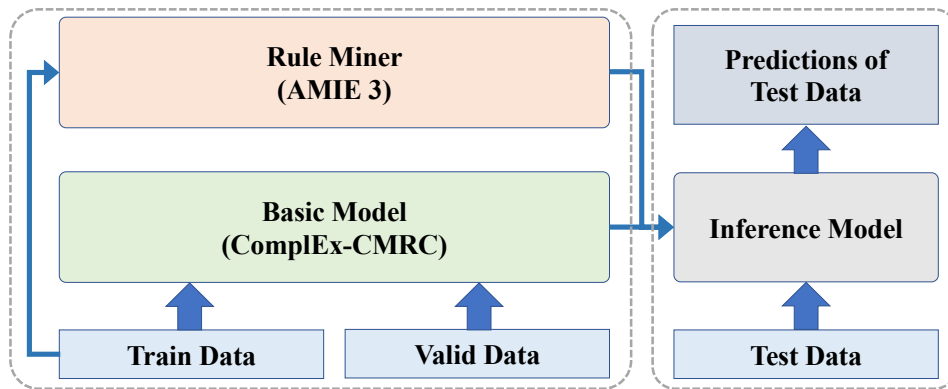 Rule Miner
(AMIE 3)
Basic Model
(ComplEx-CMRC)
Train Data
Valid Data
Predictions of
Test Data
Inference Model
Test Data